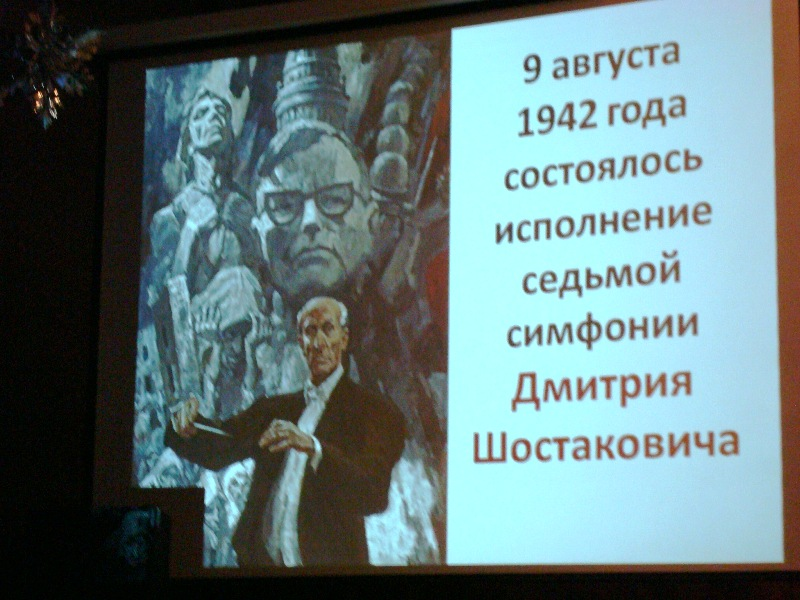 9 августа
1942 года
состоялось
исполнение
седьмой
симфонии
Дмитрия
Шостаковича